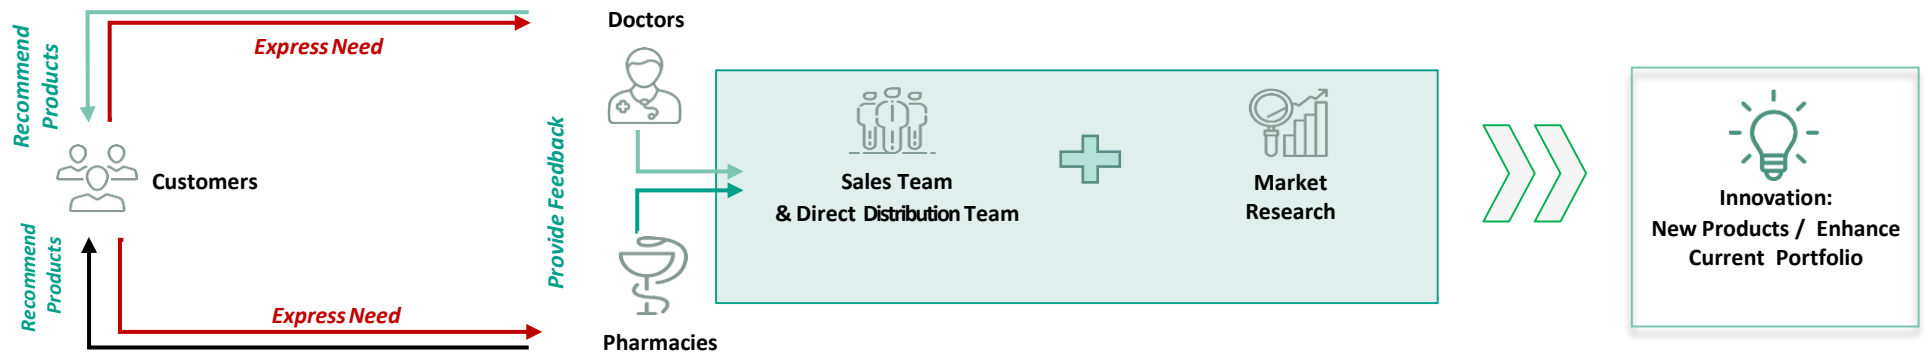 Recommend
Products
Express Need
Doctors
Customers
Provide Feedback
Sales Team
& Direct Distribution Team
Market
Research
Innovation:
New Products / Enhance
Current Portfolio
Recommend
Products
Express Need
Pharmacies